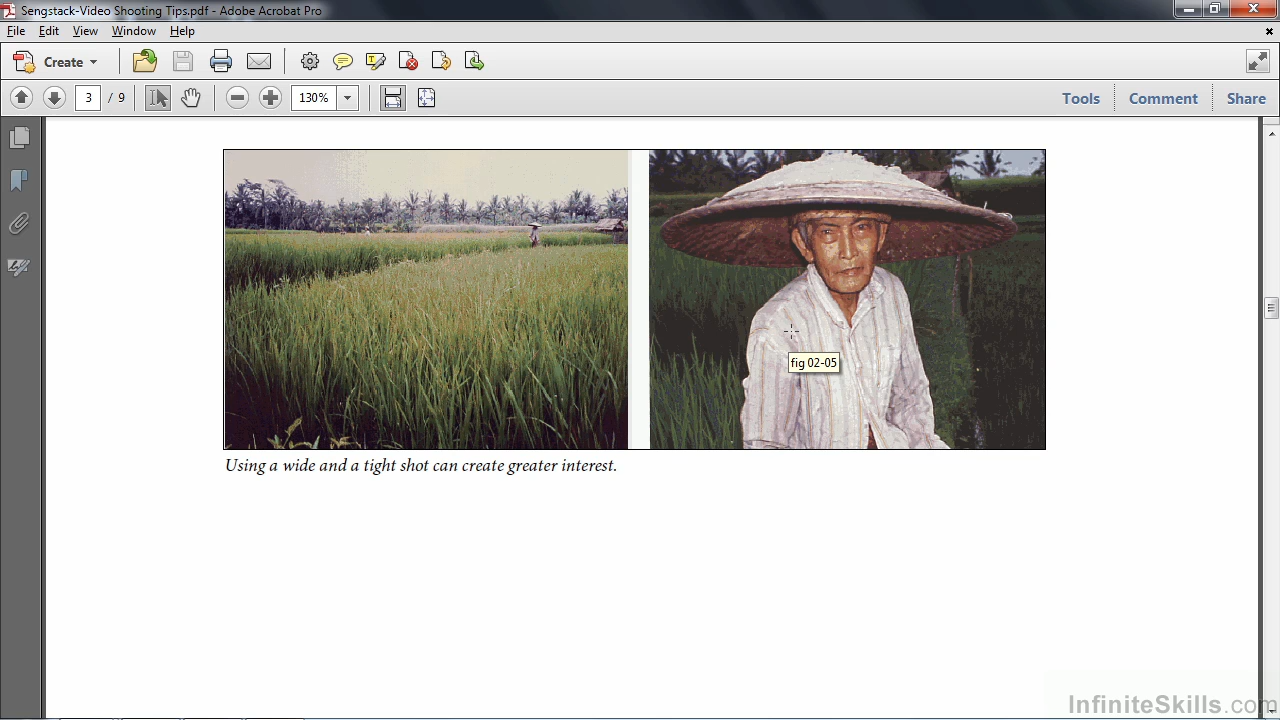 Sengstack-Video Shooting Tips.pdf - Adobe Acrobat Pro
File Edit View Window Help
Create
3 / 9 130% Tools Comment Share
fig 02-05
Using a wide and a tight shot can create greater interest.
InfiniteSkills.com